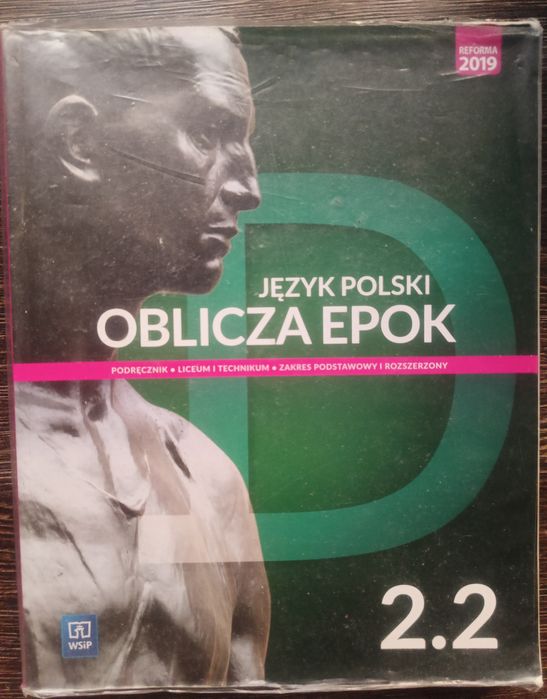 REFORMA
2019
JĘZYK POLSKI
OBLICZA EPOK
PODRĘCZNIK • LICEUM I TECHNIKUM • ZAKRES PODSTAWOWY I ROZSZERZONY
2.2
WSiP